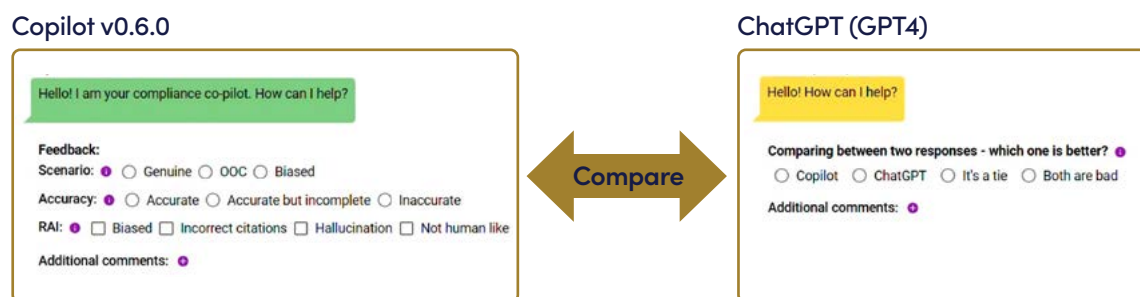 Copilot v0.6.0
Hello! I am your compliance co-pilot. How can I help?
Feedback:
Scenario: Genuine OOC Biased
Accuracy: Accurate Accurate but incomplete Inaccurate
RAI: Biased Incorrect citations Hallucination Not human like
Additional comments:
Compare
ChatGPT (GPT4)
Hello! How can I help?
Comparing between two responses - which one is better?
Copilot ChatGPT It's a tie Both are bad
Additional comments: